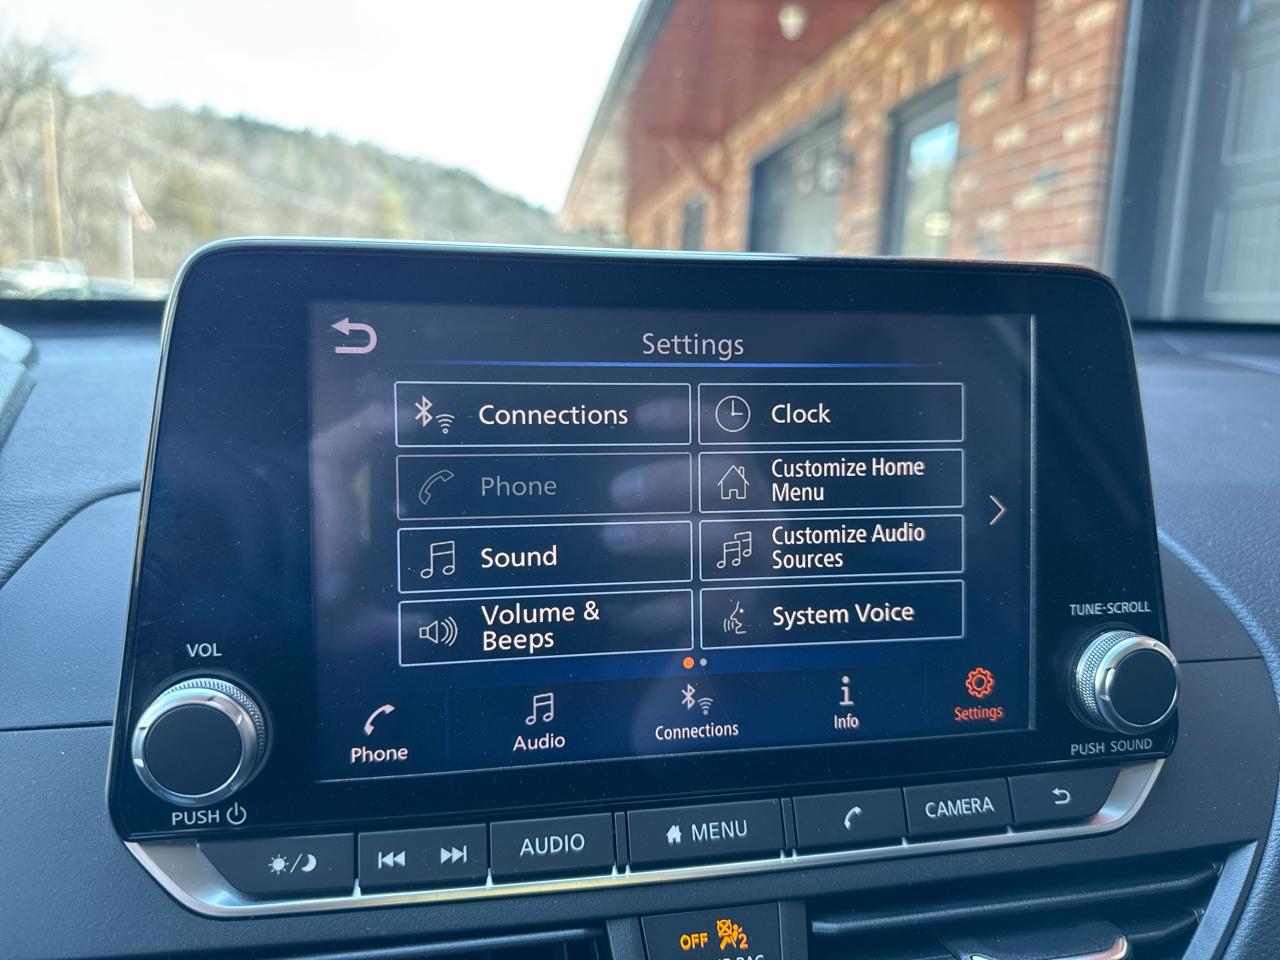 Settings
Connections
Clock
Phone
Customize Home
Menu
Sound
Customize Audio
Sources
Volume &
Beeps
System Voice
Phone
Audio
Connections
Info
Settings
VOL
PUSH
TUNE·SCROLL
PUSH SOUND
AUDIO
MENU
CAMERA
OFF
2